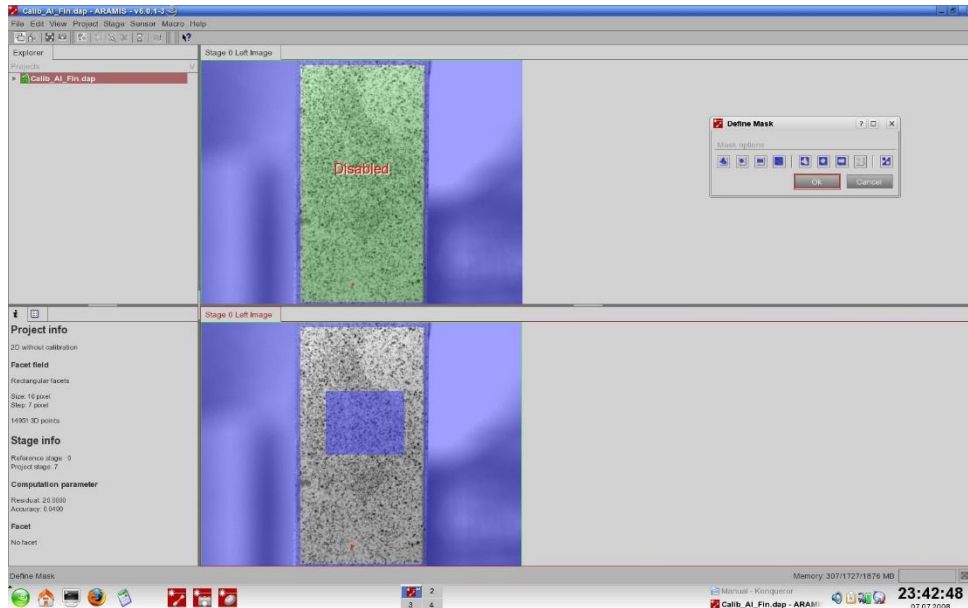 Calib_Al_Fin.dap - ARAMIS - v6.0.1-3
File Edit View Project Stage Sensor Macro Help
Explorer
Projects
Calib_Al_Fin.dap
Stage 0 Left Image
Disabled
Define Mask
Mask options
Ok Cancel
Stage 0 Left Image
Project info
2D without calibration
Facet field
Rectangular facets
Size: 16 pixel
Step: 7 pixel
14951 3D points
Stage info
Reference stage : 0
Project stage: 7
Computation parameter
Residual: 20.0000
Accuracy: 0.0400
Facet
No facet
Define Mask
Memory: 307/1727/1876 MB
2
3 4
Manual - Konqueror
Calib_Al_Fin.dap - ARAMI
23:42:48
07.07.2008